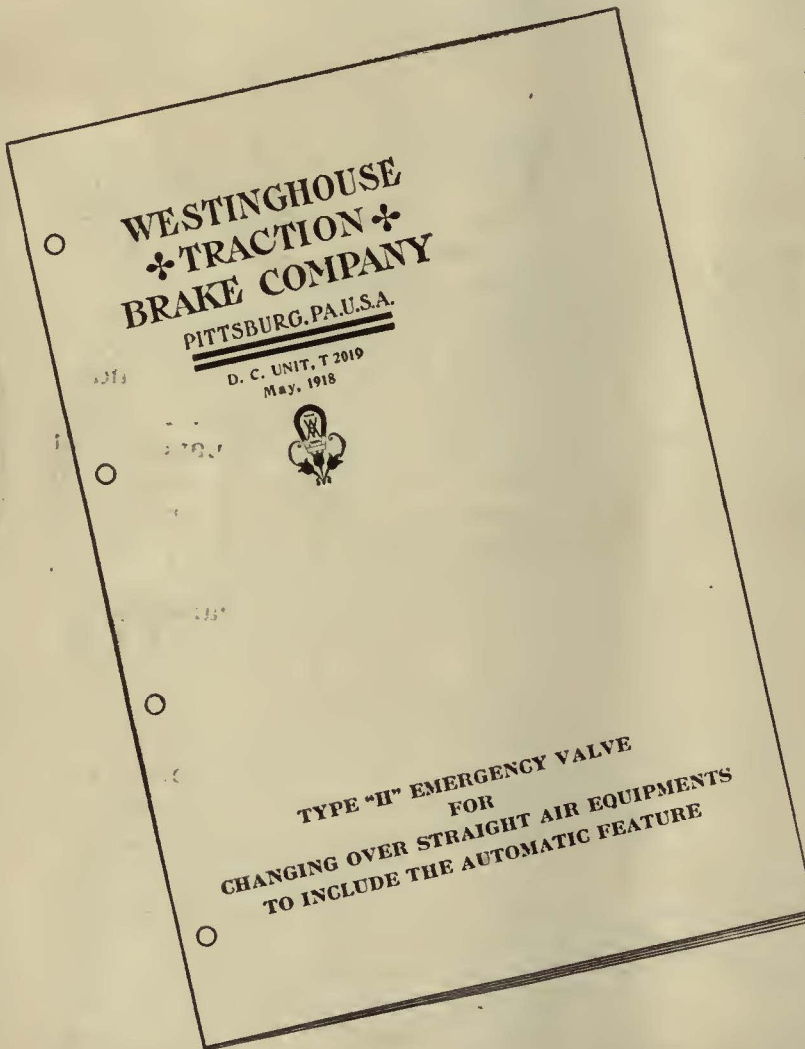 WESTINGHOUSE
TRACTION
BRAKE COMPANY
PITTSBURG, PA. U.S.A.
D. C. UNIT, T 2019
May, 1918
TYPE "H" EMERGENCY VALVE
FOR
CHANGING OVER STRAIGHT AIR EQUIPMENTS
TO INCLUDE THE AUTOMATIC FEATURE